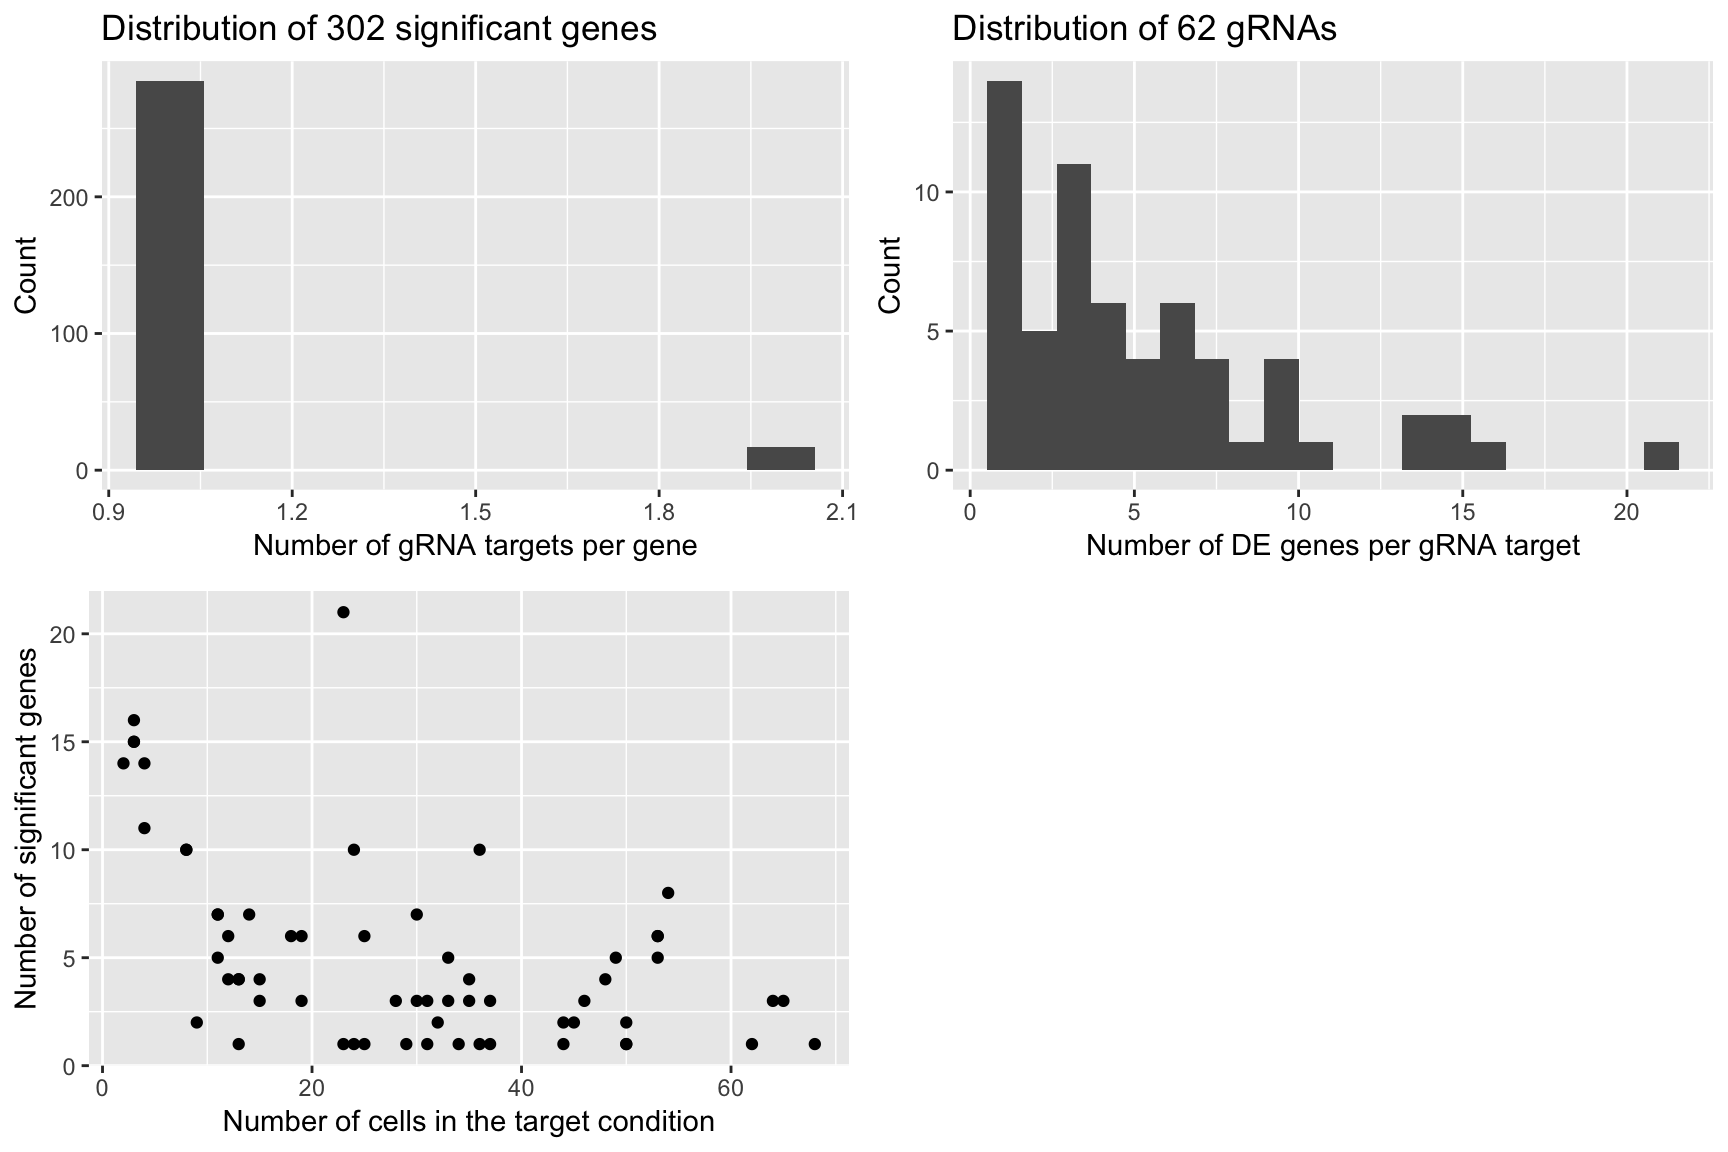 Distribution of 302 significant genes
Count
200
100
0
0.9 1.2 1.5 1.8 2.1
Number of gRNA targets per gene
Distribution of 62 gRNAs
Count
10
5
0
0 5 10 15 20
Number of DE genes per gRNA target
Number of significant genes
20
15
10
5
0
0 20 40 60
Number of cells in the target condition